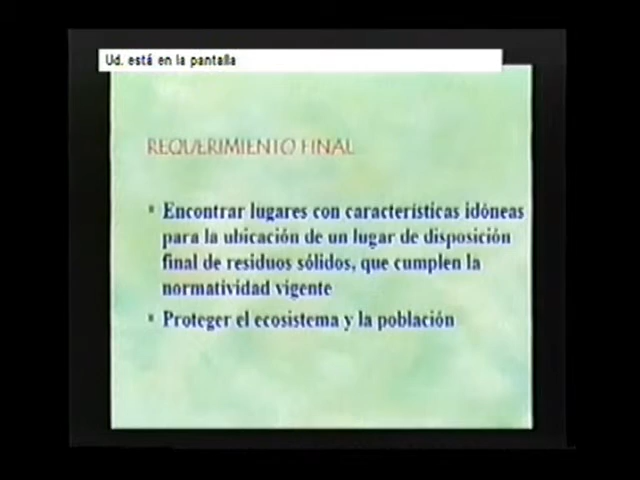 Ud. está en la pantalla
REQUERIMIENTO FINAL
▪ Encontrar lugares con características idóneas
para la ubicación de un lugar de disposición
final de residuos sólidos, que cumplen la
normatividad vigente
▪ Proteger el ecosistema y la población